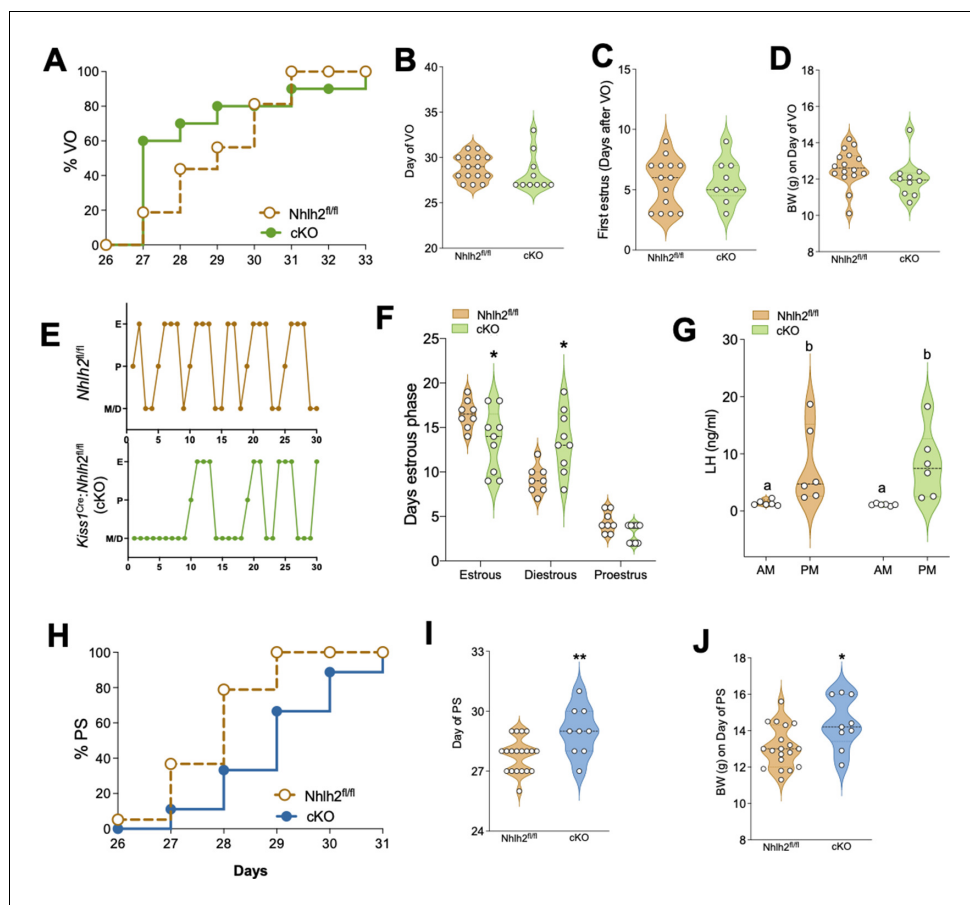 A
% VO
100
80
60
40
20
0
26 27 28 29 30 31 32 33
Nhlh2fl/fl
cKO
B
Day of VO
40
35
30
25
20
Nhlh2fl/fl cKO
C
First estrus (Days after VO)
15
10
5
0
Nhlh2fl/fl cKO
D
BW (g) on Day of VO
18
16
14
12
10
8
Nhlh2fl/fl cKO
E
Nhlh2fl/fl
E
P
M/D
0 5 10 15 20 25 30
Kiss1Cre:Nhlh2fl/fl
(cKO)
E
P
M/D
0 5 10 15 20 25 30
F
Nhlh2fl/fl
cKO
Days estrous phase
25
20
15
10
5
0
* *
Estrous Diestrous Proestrus
G
Nhlh2fl/fl
cKO
LH (ng/ml)
30
20
10
0
a b a b
AM PM AM PM
H
% PS
100
80
60
40
20
0
26 27 28 29 30 31
Days
Nhlh2fl/fl
cKO
I
Day of PS
33
30
27
24
**
Nhlh2fl/fl cKO
J
BW (g) on Day of PS
18
16
14
12
10
8
*
Nhlh2fl/fl cKO